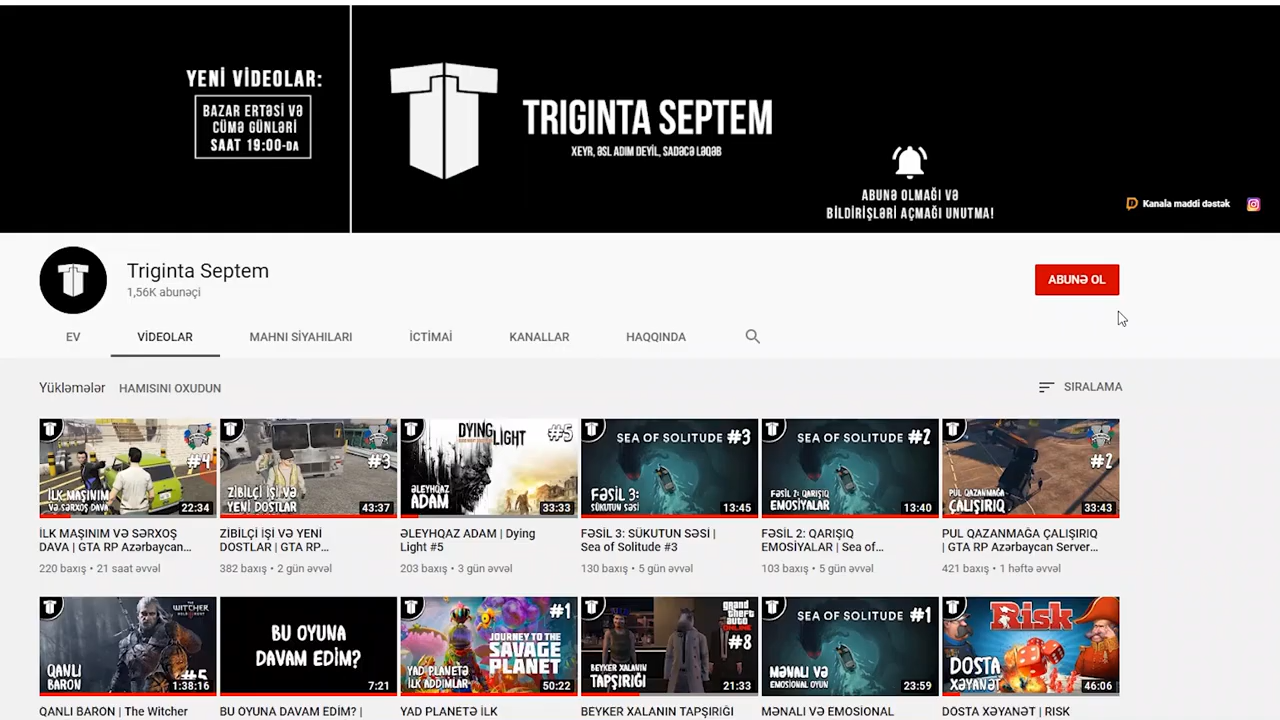 YENİ VİDEOLAR:
BAZAR ERTƏSİ VƏ
CÜMƏ GÜNLƏRİ
SAAT 19:00-DA
TRIGINTA SEPTEM
XEYR, ƏSL ADIM DEYİL, SADƏCƏ LƏQƏB
ABUNƏ OLMAĞI VƏ
BİLDİRİŞLƏRİ AÇMAĞI UNUTMA!
Kanala maddi dəstək
Triginta Septem
1,56K abunəçi
ABUNƏ OL
EV VİDEOLAR MAHNI SİYAHILARI İCTİMAİ KANALLAR HAQQINDA
Yükləmələr HAMISINI OXUDUN
SIRALAMA
#4
İLK MAŞINIM
VƏ SƏRXOŞ DAVA
22:34
İLK MAŞINIM VƏ SƏRXOŞ
DAVA | GTA RP Azərbaycan...
220 baxış • 21 saat əvvəl
#3
ZİBİLÇİ İŞİ VƏ
YENİ DOSTLAR
43:37
ZİBİLÇİ İŞİ VƏ YENİ
DOSTLAR | GTA RP...
382 baxış • 2 gün əvvəl
DYING
LIGHT
#5
ƏLEYHQAZ
ADAM
33:33
ƏLEYHQAZ ADAM | Dying
Light #5
203 baxış • 3 gün əvvəl
SEA OF SOLITUDE #3
FƏSİL 3:
SÜKUTUN SƏSİ
13:45
FƏSİL 3: SÜKUTUN SƏSİ |
Sea of Solitude #3
130 baxış • 5 gün əvvəl
SEA OF SOLITUDE #2
FƏSİL 2: QARIŞIQ
EMOSİYALAR
13:40
FƏSİL 2: QARIŞIQ
EMOSİYALAR | Sea of...
103 baxış • 5 gün əvvəl
#2
PUL QAZANMAĞA
ÇALIŞIRIQ
33:43
PUL QAZANMAĞA ÇALIŞIRIQ
| GTA RP Azərbaycan Server...
421 baxış • 1 həftə əvvəl
THE
WITCHER
WILD HUNT
QANLI
BARON
#5
1:38:16
QANLI BARON | The Witcher
BU OYUNA
DAVAM EDİM?
7:21
BU OYUNA DAVAM EDİM? |
#1
JOURNEY TO THE
SAVAGE
PLANET
YAD PLANETƏ
İLK ADDIMLAR
50:22
YAD PLANETƏ İLK
grand
theft
auto
ONLINE
#8
BEYKER XALANIN
TAPŞIRIĞI
21:33
BEYKER XALANIN TAPŞIRIĞI
SEA OF SOLITUDE #1
MƏNALI VƏ
EMOSIONAL OYUN
23:59
MƏNALI VƏ EMOSİONAL
RISK
DOSTA
XƏYANƏT
46:06
DOSTA XƏYANƏT | RISK